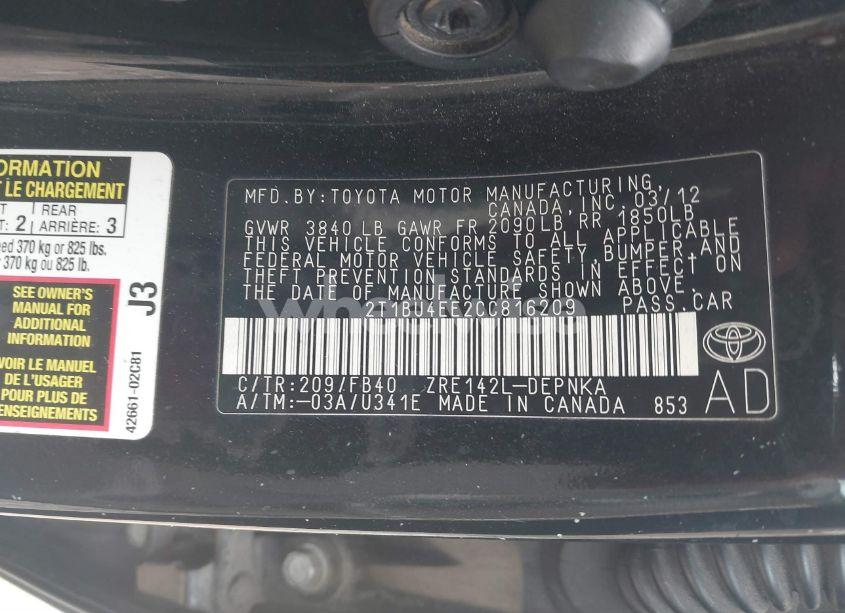 ORMATION
T LE CHARGEMENT
T REAR
T: 2 ARRIÈRE: 3
ed 370 kg or 825 lbs.
370 kg ou 825 lb.
SEE OWNER'S
MANUAL FOR
ADDITIONAL
INFORMATION
VOIR LE MANUEL
DE L'USAGER
POUR PLUS DE
ENSEIGNEMENTS
J3
42661-02C81
MFD.BY:TOYOTA MOTOR MANUFACTURING,
CANADA,INC.03/12
GVWR 3840LB GAWR FR 2090LB RR 1850LB
THIS VEHICLE CONFORMS TO ALL APPLICABLE
FEDERAL MOTOR VEHICLE SAFETY,BUMPER,AND
THEFT PREVENTION STANDARDS IN EFFECT ON
THE DATE OF MANUFACTURE SHOWN ABOVE.
2T1BU4EE2CC816209 PASS.CAR
C/TR:209/FB40 ZRE142L-DEPNKA
A/TM:-03A/U341E MADE IN CANADA 853
AD